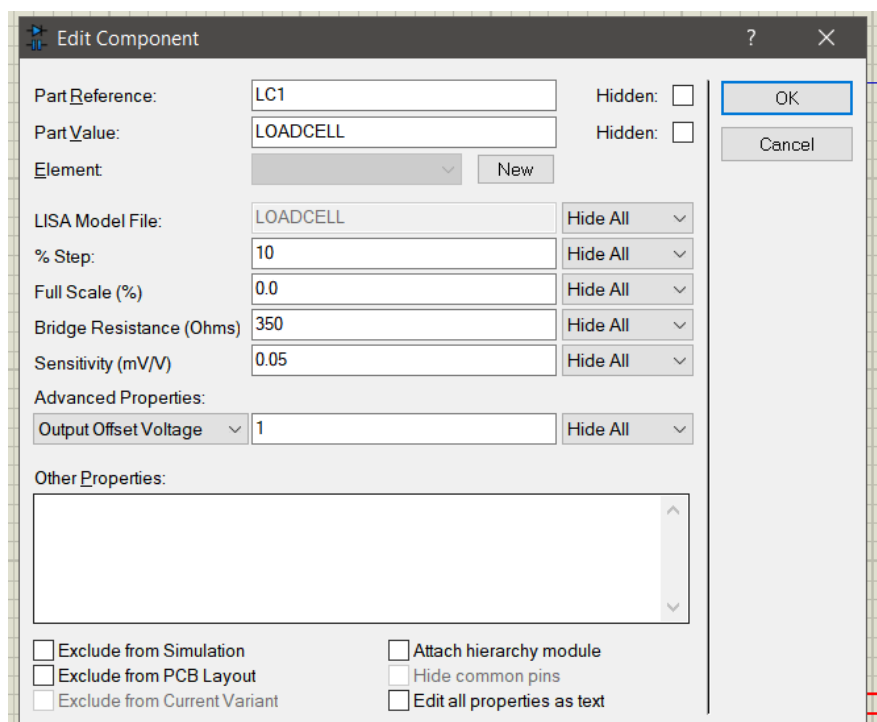 Edit Component ?
Part Reference: LC1 Hidden: OK
Part Value: LOADCELL Hidden: Cancel
Element: New
LISA Model File: LOADCELL Hide All
% Step: 10 Hide All
Full Scale (%) 0.0 Hide All
Bridge Resistance (Ohms) 350 Hide All
Sensitivity (mV/V) 0.05 Hide All
Advanced Properties:
Output Offset Voltage 1 Hide All
Other Properties:
Exclude from Simulation Attach hierarchy module
Exclude from PCB Layout Hide common pins
Exclude from Current Variant Edit all properties as text